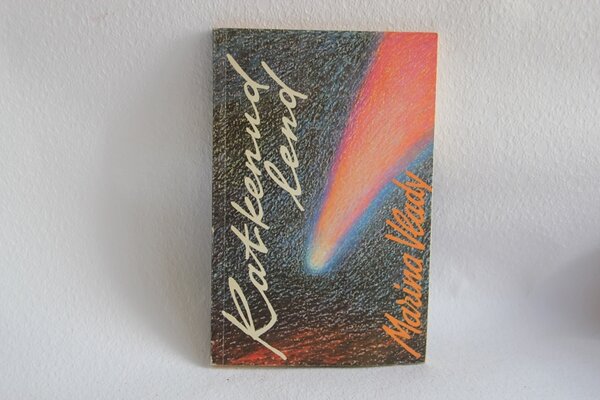 Katkenud
lend
Marina Vlady